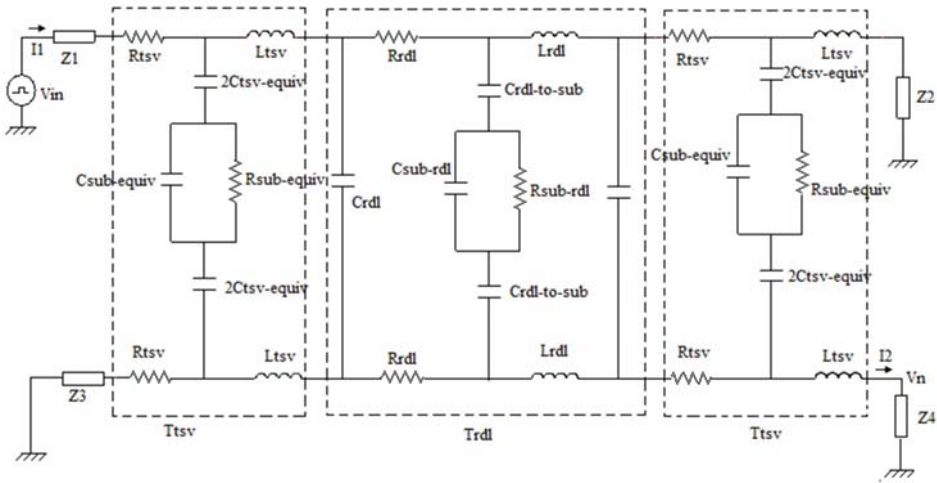 I1
Z1
Rtsv
Ltsv
Rrdl
Lrdl
Rtsv
Ltsv
Vin
2Ctsv-equiv
Crdl-to-sub
2Ctsv-equiv
Z2
Csub-equiv
Rsub-equiv
Crdl
Csub-rdl
Rsub-rdl
Csub-equiv
Rsub-equiv
2Ctsv-equiv
Crdl-to-sub
2Ctsv-equiv
Rtsv
Ltsv
Rrdl
Lrdl
Rtsv
Ltsv
I2
Vn
Z3
Z4
Ttsv
Trdl
Ttsv